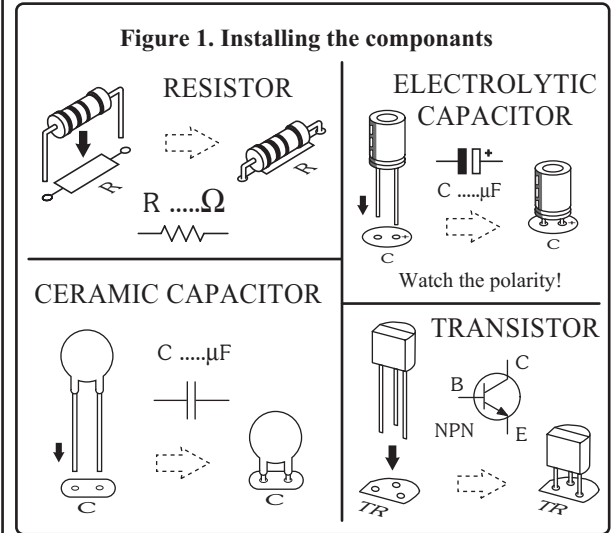 Figure 1. Installing the componants
RESISTOR
R
R
R .....Ω
ELECTROLYTIC
CAPACITOR
+
C .....µF
+
C
+
C
Watch the polarity!
CERAMIC CAPACITOR
C .....µF
C
C
TRANSISTOR
C
B
E
NPN
TR
TR